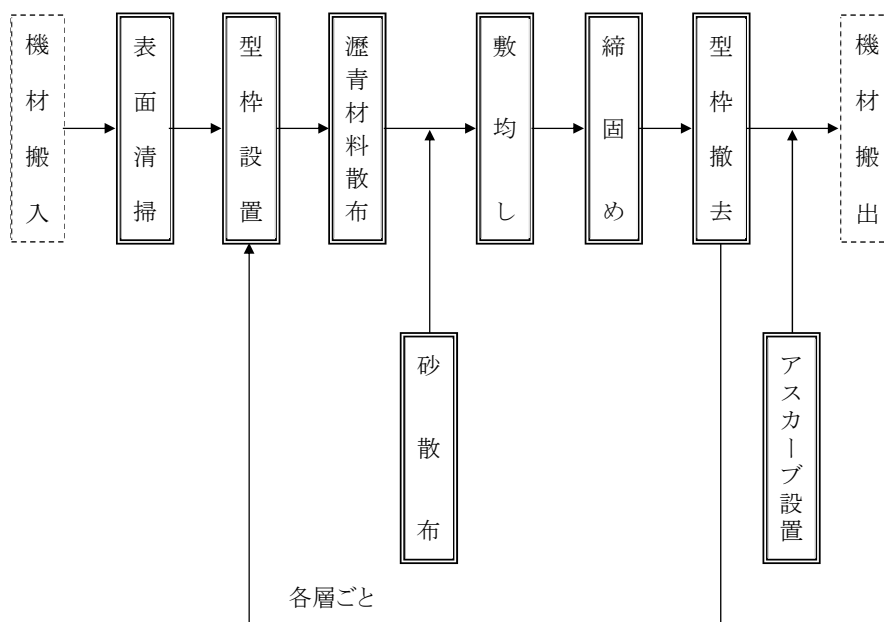 機材搬入
表面清掃
型枠設置
瀝青材料散布
敷均し
締固め
型枠撤去
機材搬出
砂散布
アスカーブ設置
各層ごと